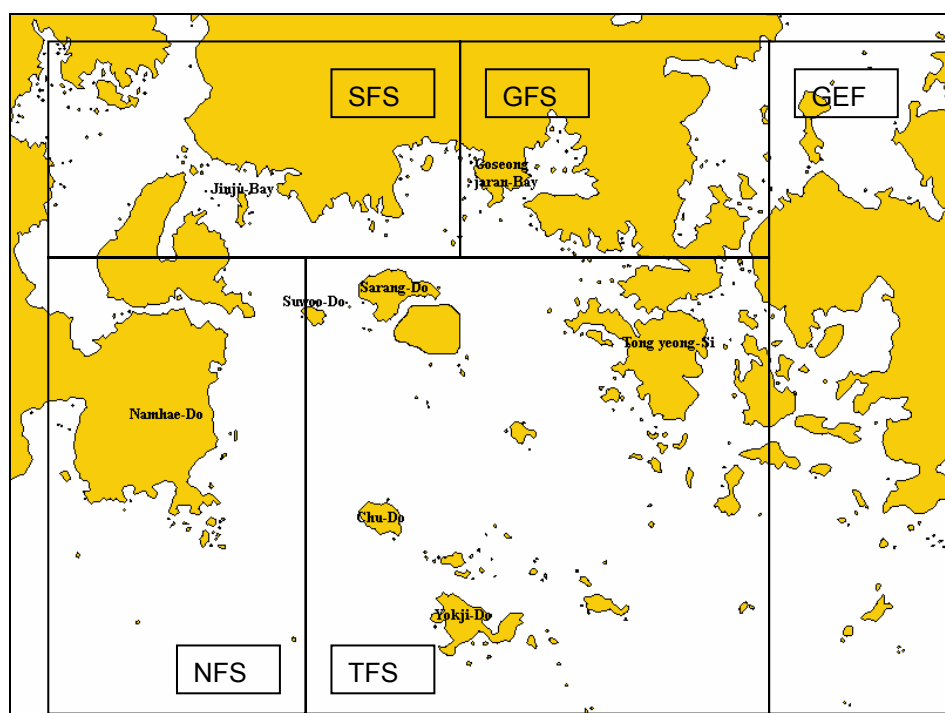 SFS
GFS
GEF
Goseong
jaran-Bay
Jinju-Bay
Sarang-Do
Suwoo-Do
Tong yeong-Si
Namhae-Do
Chu-Do
Yokji-Do
NFS
TFS